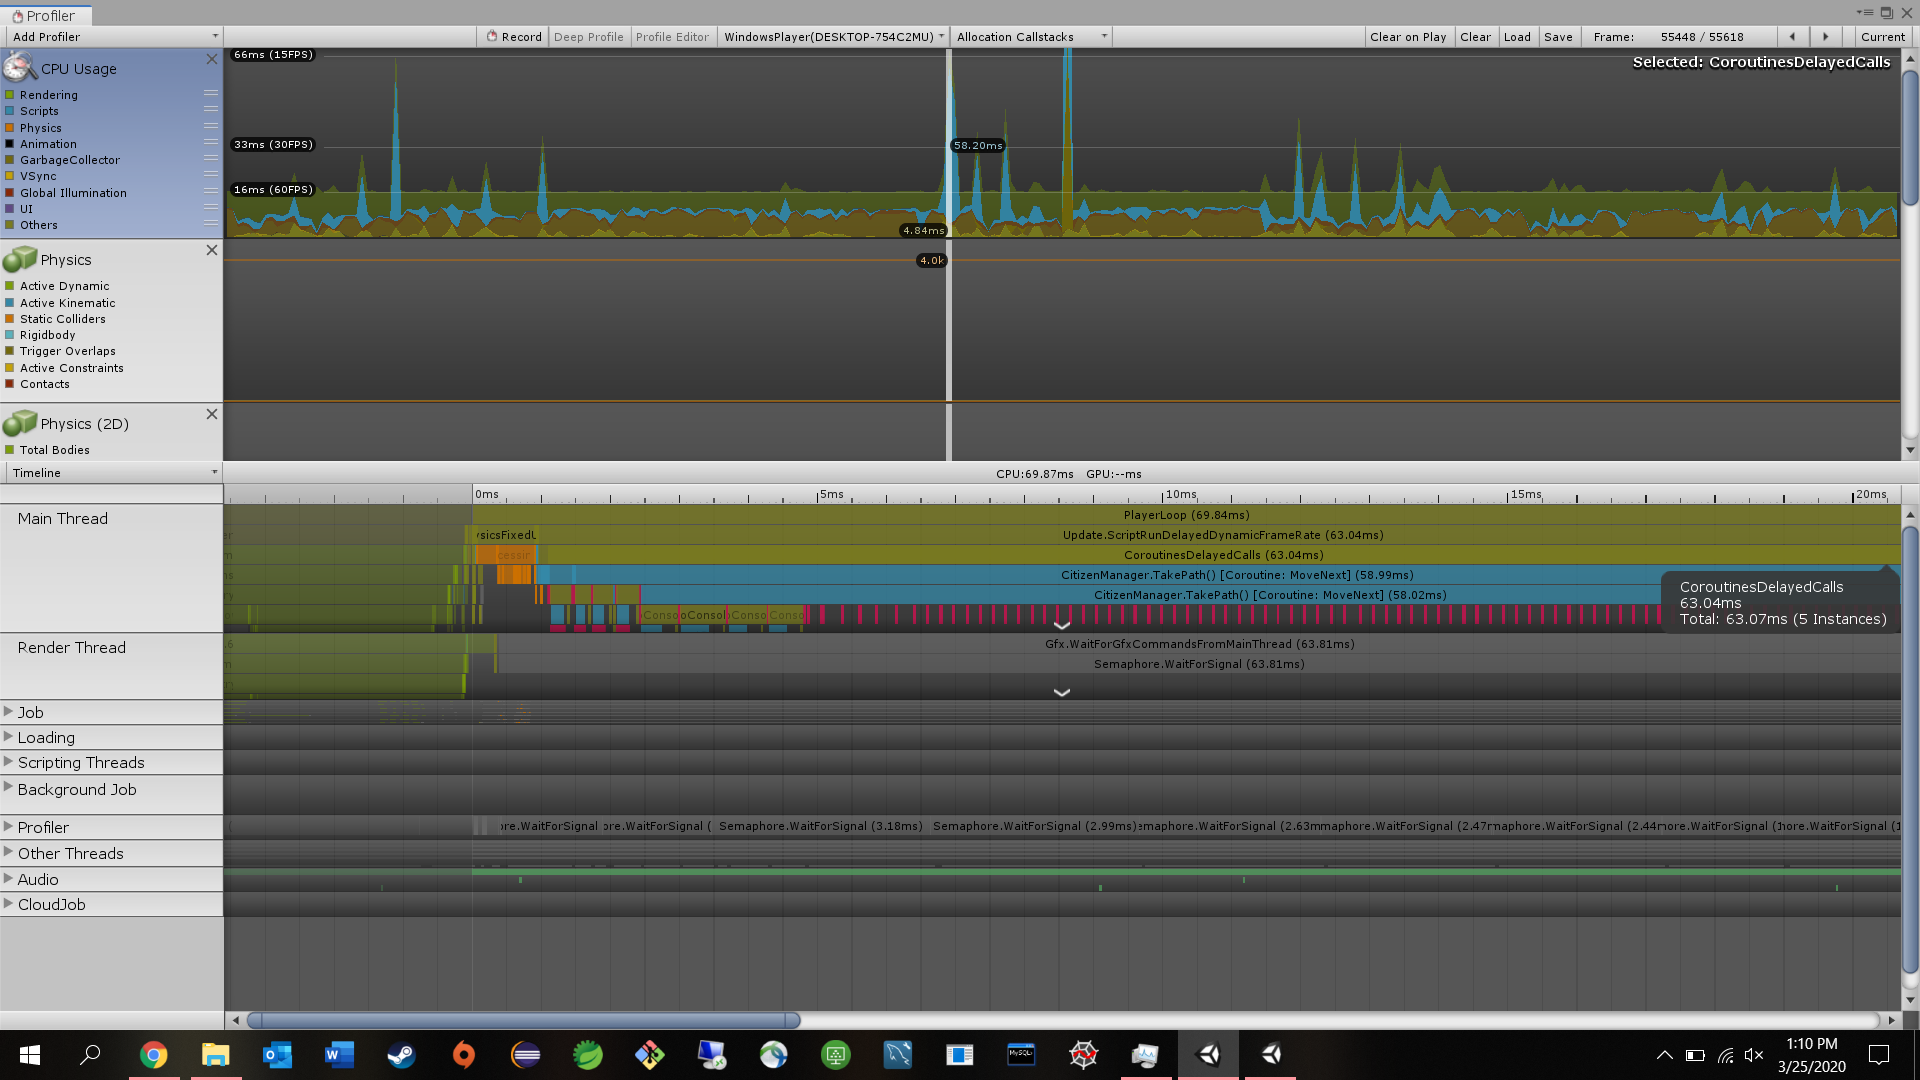 Profiler
Add Profiler
Record Deep Profile Profile Editor WindowsPlayer(DESKTOP-754C2MU) Allocation Callstacks Clear on Play Clear Load Save Frame: 55448 / 55618 Current
CPU Usage
Rendering
Scripts
Physics
Animation
GarbageCollector
VSync
Global Illumination
UI
Others
66ms (15FPS)
Selected: CoroutinesDelayedCalls
33ms (30FPS)
58.20ms
16ms (60FPS)
4.84ms
Physics
4.0k
Active Dynamic
Active Kinematic
Static Colliders
Rigidbody
Trigger Overlaps
Active Constraints
Contacts
Physics (2D)
Total Bodies
Timeline
CPU:69.87ms GPU:--ms
0ms 5ms 10ms 15ms 20ms
Main Thread
PlayerLoop (69.84ms)
Update.ScriptRunDelayedDynamicFrameRate (63.04ms)
CoroutinesDelayedCalls (63.04ms)
CitizenManager.TakePath() [Coroutine: MoveNext] (58.99ms)
CitizenManager.TakePath() [Coroutine: MoveNext] (58.02ms)
CoroutinesDelayedCalls
63.04ms
Total: 63.07ms (5 Instances)
Render Thread
Gfx.WaitForGfxCommandsFromMainThread (63.81ms)
Semaphore.WaitForSignal (63.81ms)
Job
Loading
Scripting Threads
Background Job
Profiler
ore.WaitForSignal ore.WaitForSignal ( Semaphore.WaitForSignal (3.18ms) Semaphore.WaitForSignal (2.99ms) emaphore.WaitForSignal (2.63m maphore.WaitForSignal (2.47 maphore.WaitForSignal (2.44 ore.WaitForSignal ( ore.WaitForSignal (1
Other Threads
Audio
CloudJob
1:10 PM
3/25/2020